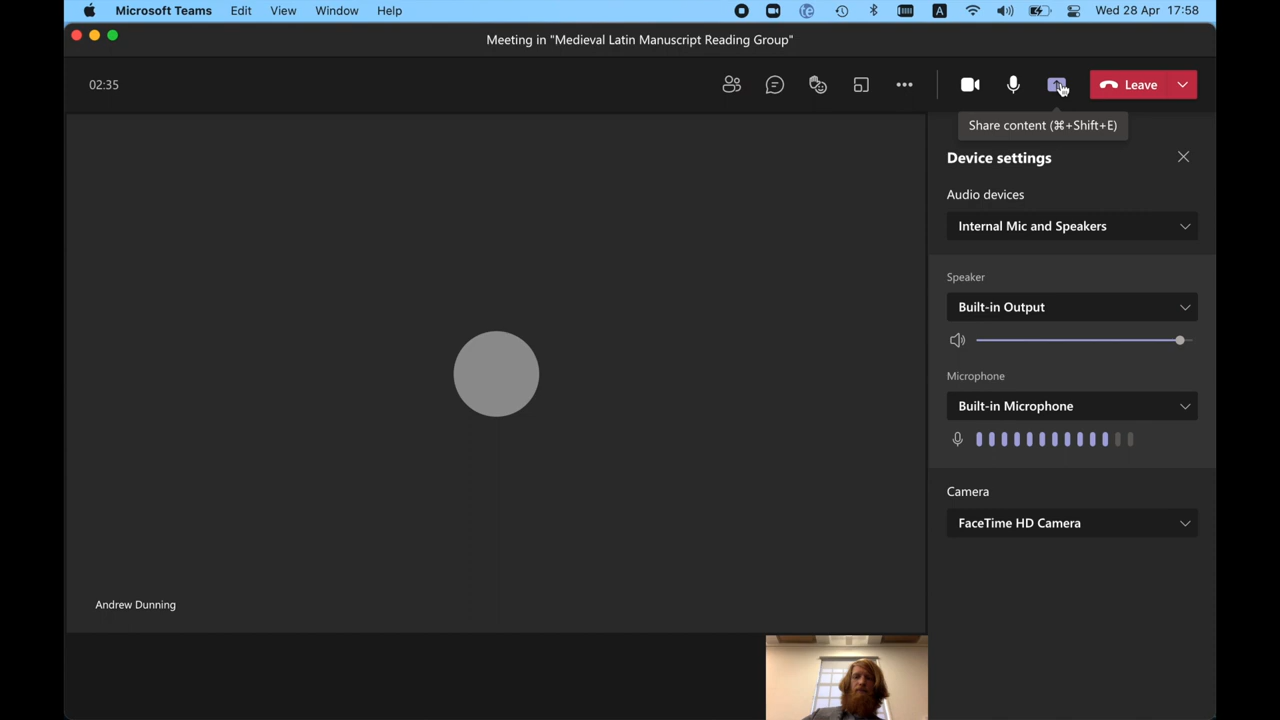 Microsoft Teams Edit View Window Help A Wed 28 Apr 17:58
Meeting in "Medieval Latin Manuscript Reading Group"
02:35 Leave
Share content (⌘+Shift+E)
Device settings
Audio devices
Internal Mic and Speakers
Speaker
Built-in Output
Microphone
Built-in Microphone
Camera
FaceTime HD Camera
Andrew Dunning